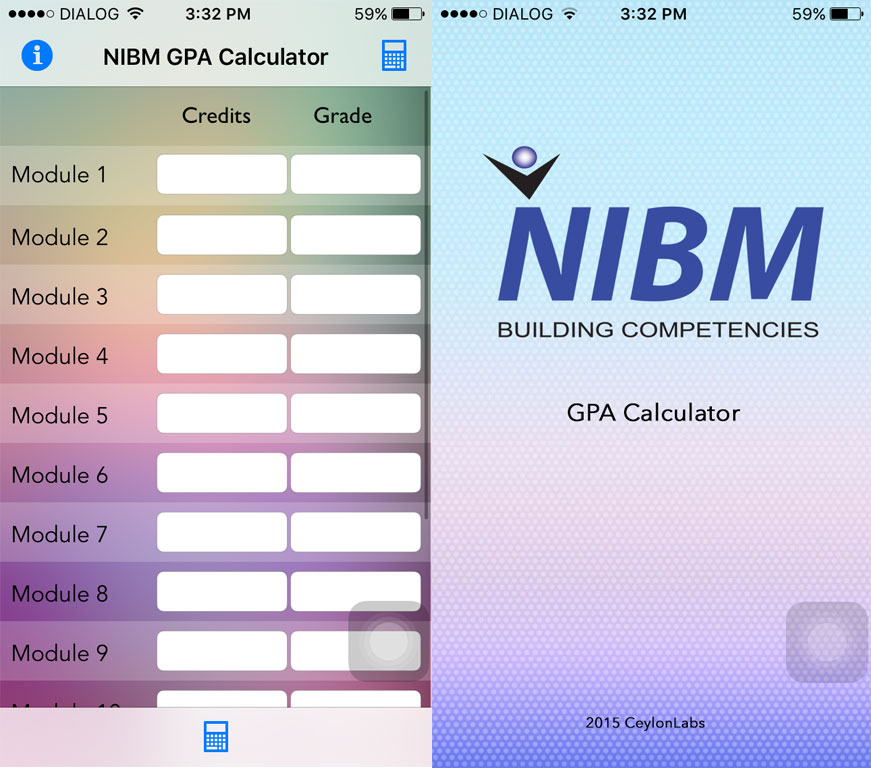 DIALOG 3:32 PM 59%
NIBM GPA Calculator
Credits Grade
Module 1
Module 2
Module 3
Module 4
Module 5
Module 6
Module 7
Module 8
Module 9
DIALOG 3:32 PM 59%
NIBM
BUILDING COMPETENCIES
GPA Calculator
2015 CeylonLabs